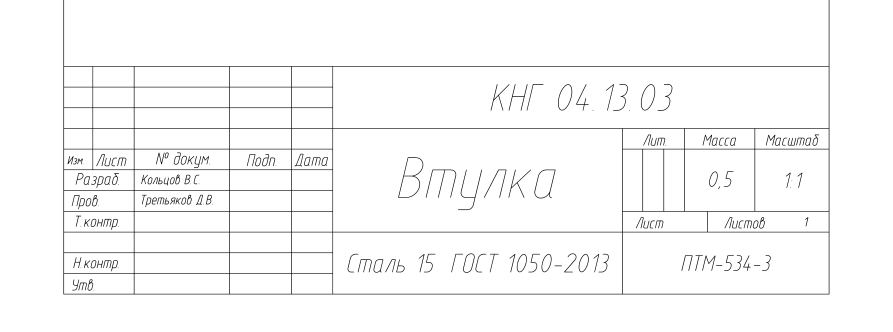 КНГ 04.13.03
Изм Лист № докум. Подп. Дата
Разраб. Кольцов В.С.
Пров. Третьяков Д.В.
Т.контр.
Н.контр.
Утв.
Втулка
Лит. Масса Масштаб
0,5 1:1
Лист Листов 1
Сталь 15 ГОСТ 1050-2013
ПТМ-534-3